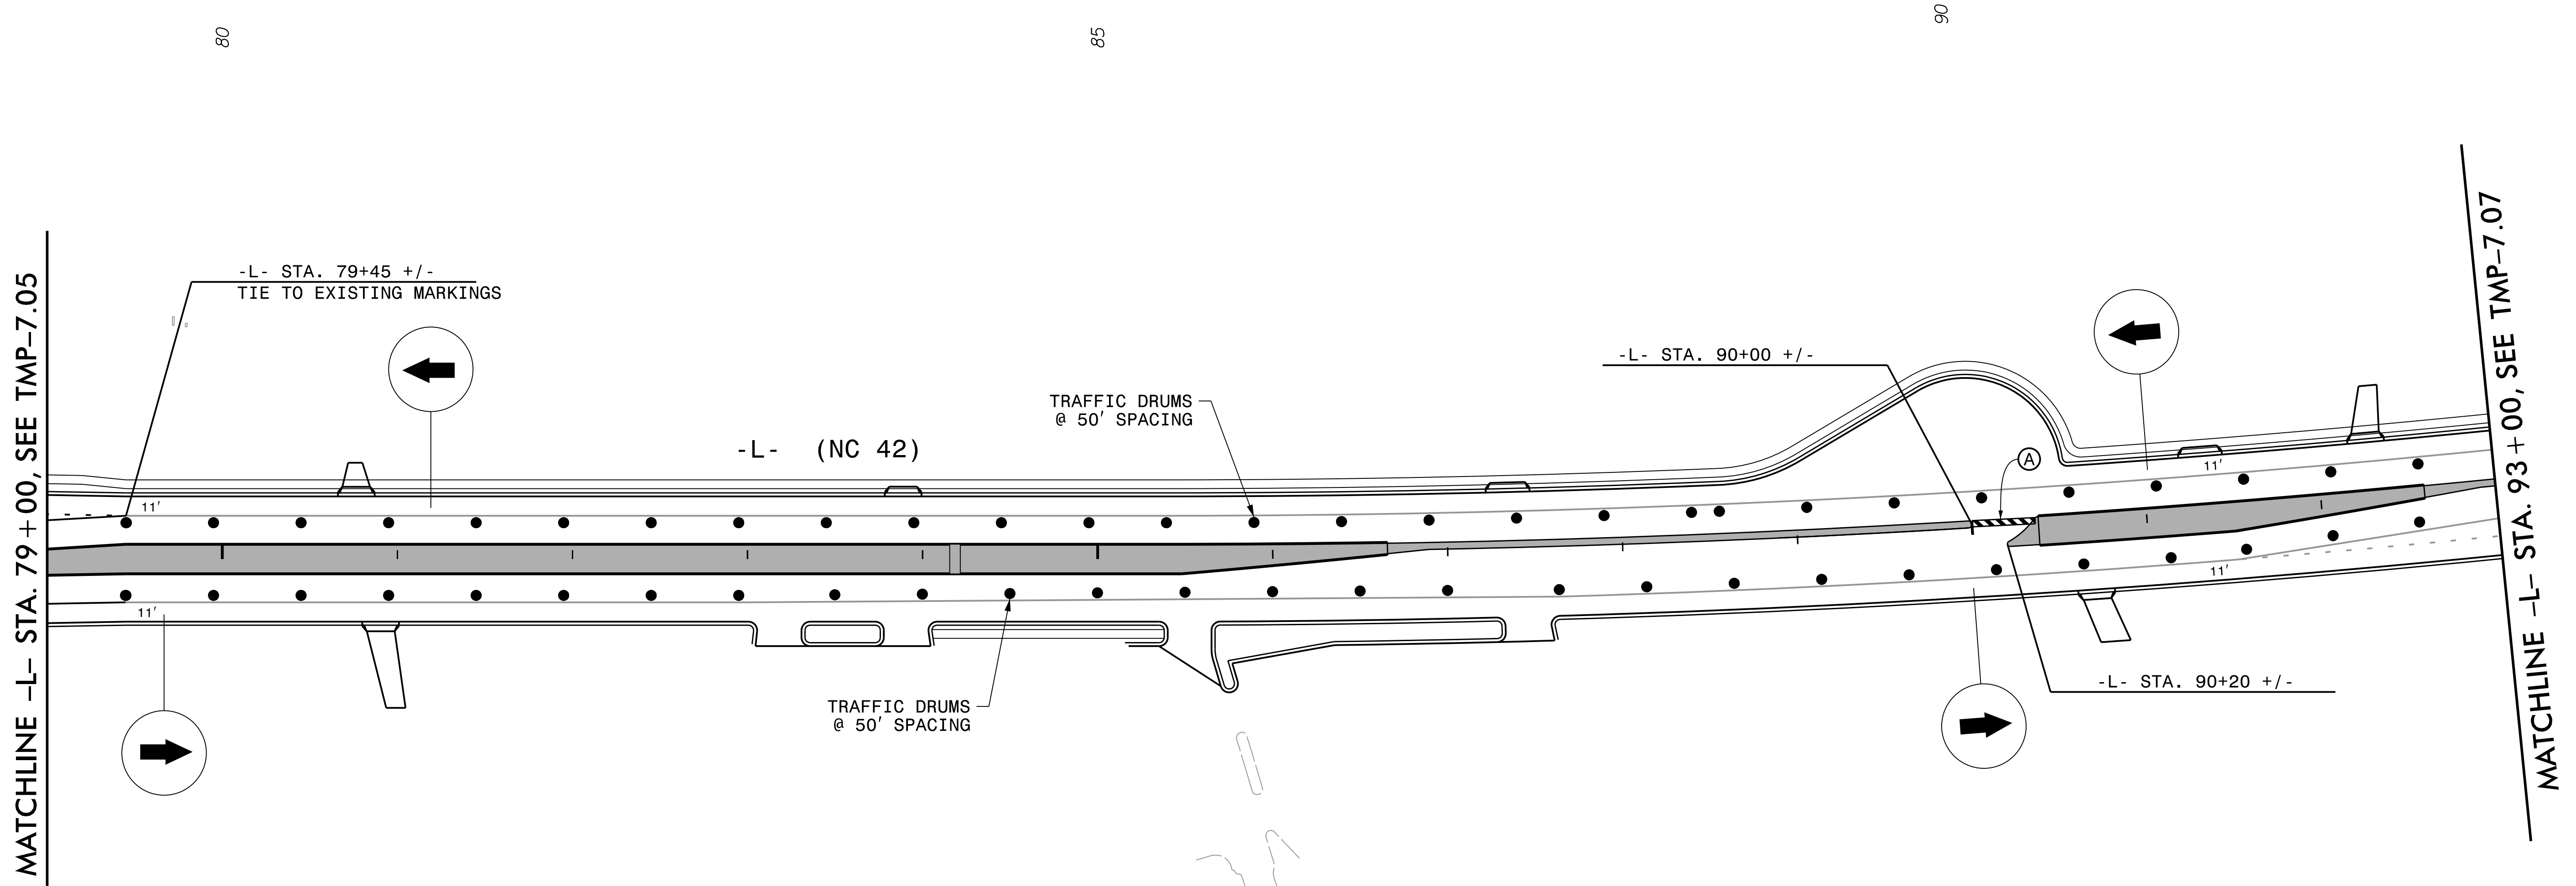 80
85
90
MATCHLINE -L- STA. 79+00, SEE TMP-7.05
-L- STA. 79+45 +/-
TIE TO EXISTING MARKINGS
-L- (NC 42)
TRAFFIC DRUMS
@ 50' SPACING
-L- STA. 90+00 +/-
A
11'
11'
11'
11'
TRAFFIC DRUMS
@ 50' SPACING
-L- STA. 90+20 +/-
MATCHLINE -L- STA. 93+00, SEE TMP-7.07